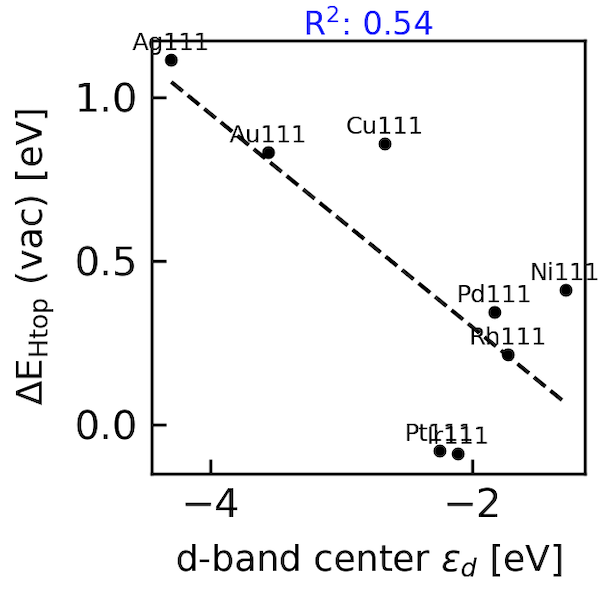 R²: 0.54
Ag111
1.0
Au111
Cu111
0.5
Ni111
Pd111
Rh111
0.0
Pt111
Ir111
ΔE_Htop (vac) [eV]
−4
−2
d-band center ε_d [eV]